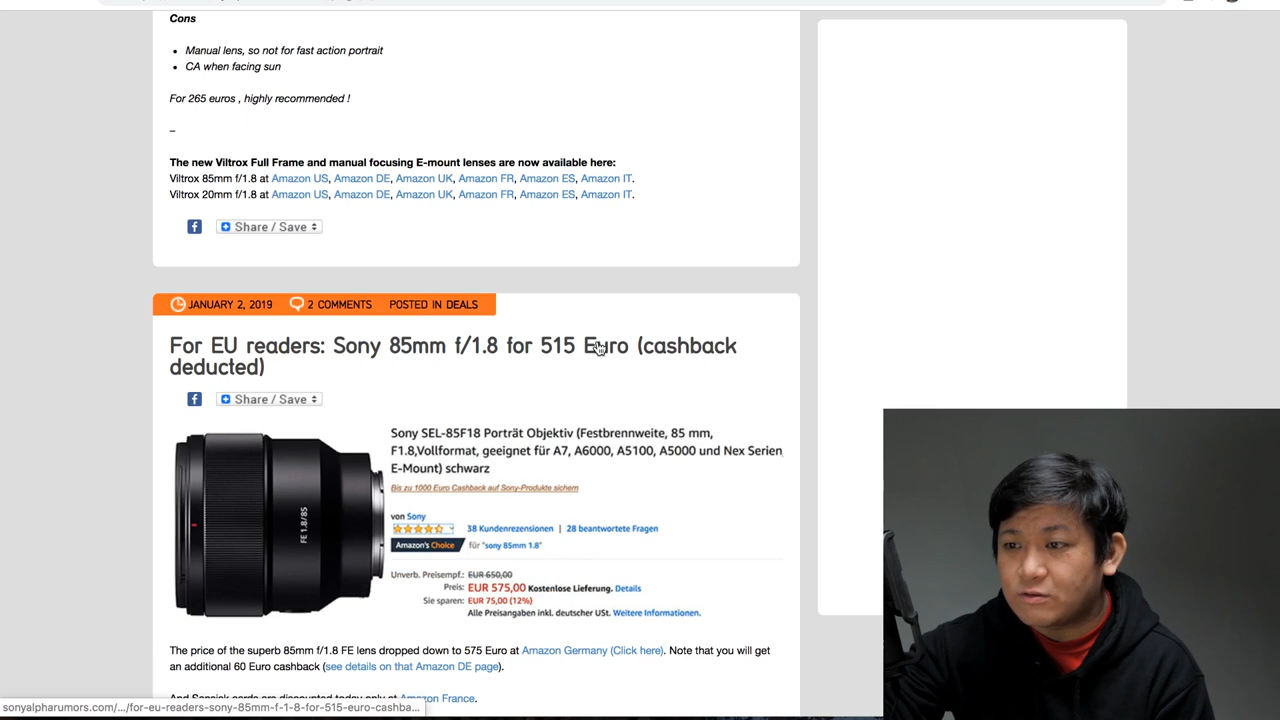 Cons
• Manual lens, so not for fast action portrait
• CA when facing sun
For 265 euros , highly recommended !
–
The new Viltrox Full Frame and manual focusing E-mount lenses are now available here:
Viltrox 85mm f/1.8 at Amazon US, Amazon DE, Amazon UK, Amazon FR, Amazon ES, Amazon IT.
Viltrox 20mm f/1.8 at Amazon US, Amazon DE, Amazon UK, Amazon FR, Amazon ES, Amazon IT.
Share / Save
JANUARY 2, 2019 2 COMMENTS POSTED IN DEALS
For EU readers: Sony 85mm f/1.8 for 515 Euro (cashback
deducted)
Share / Save
Sony SEL-85F18 Porträt Objektiv (Festbrennweite, 85 mm,
F1.8,Vollformat, geeignet für A7, A6000, A5100, A5000 und Nex Serien,
E-Mount) schwarz
Bis zu 1000 Euro Cashback auf Sony-Produkte sichern
von Sony
38 Kundenrezensionen | 28 beantwortete Fragen
Amazon's Choice für "sony 85mm 1.8"
Unverb. Preisempf.: EUR 650,00
Preis: EUR 575,00 Kostenlose Lieferung. Details
Sie sparen: EUR 75,00 (12%)
Alle Preisangaben inkl. deutscher USt. Weitere Informationen.
FE 1.8/85
The price of the superb 85mm f/1.8 FE lens dropped down to 575 Euro at Amazon Germany (Click here). Note that you will get
an additional 60 Euro cashback (see details on that Amazon DE page).
cards are discounted today only at Amazon France.
sonyalpharumors.com/.../for-eu-readers-sony-85mm-f-1-8-for-515-euro-cashba...